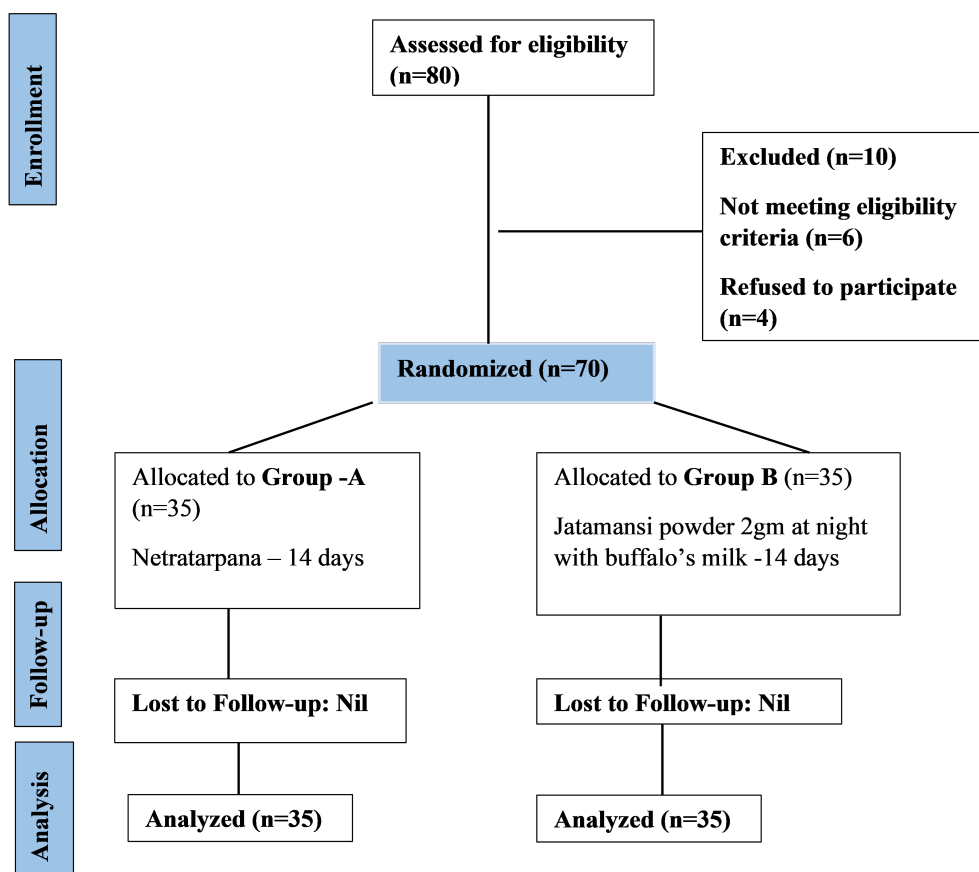 Enrollment
Assessed for eligibility
(n=80)
Excluded (n=10)
Not meeting eligibility
criteria (n=6)
Refused to participate
(n=4)
Randomized (n=70)
Allocation
Allocated to Group -A
(n=35)
Netratarpana – 14 days
Allocated to Group B (n=35)
Jatamansi powder 2gm at night
with buffalo’s milk -14 days
Follow-up
Lost to Follow-up: Nil
Lost to Follow-up: Nil
Analysis
Analyzed (n=35)
Analyzed (n=35)